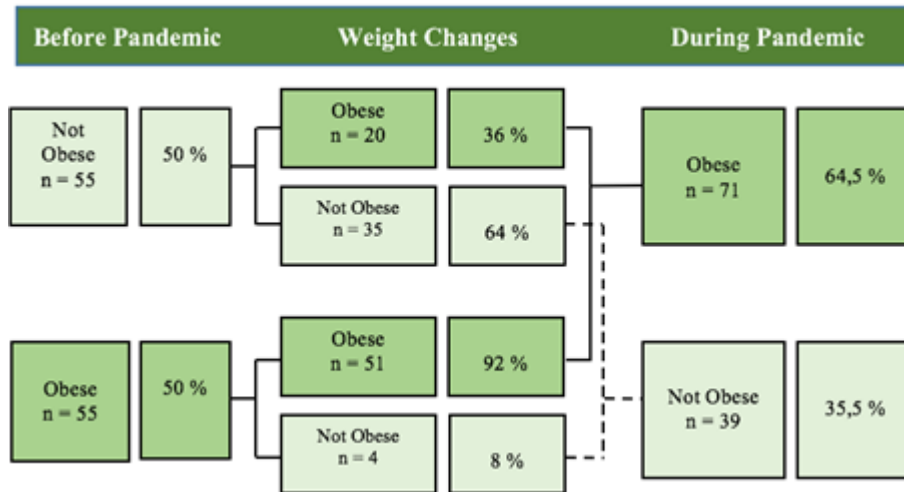 Before Pandemic
Weight Changes
During Pandemic
Not
Obese
n = 55
50 %
Obese
n = 20
36 %
Not Obese
n = 35
64 %
Obese
n = 71
64,5 %
Obese
n = 55
50 %
Obese
n = 51
92 %
Not Obese
n = 4
8 %
Not Obese
n = 39
35,5 %